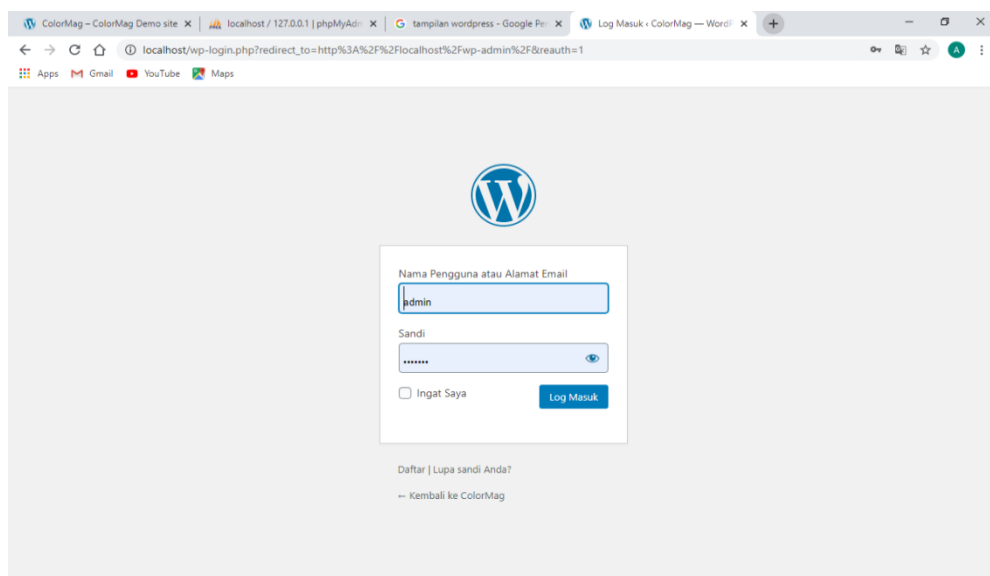 ColorMag – ColorMag Demo site
localhost / 127.0.0.1 | phpMyAdm
tampilan wordpress - Google Pen
Log Masuk ‹ ColorMag — WordP
localhost/wp-login.php?redirect_to=http%3A%2F%2Flocalhost%2Fwp-admin%2F&reauth=1
A
Apps Gmail YouTube Maps
Nama Pengguna atau Alamat Email
admin
Sandi
Ingat Saya
Log Masuk
Daftar | Lupa sandi Anda?
← Kembali ke ColorMag